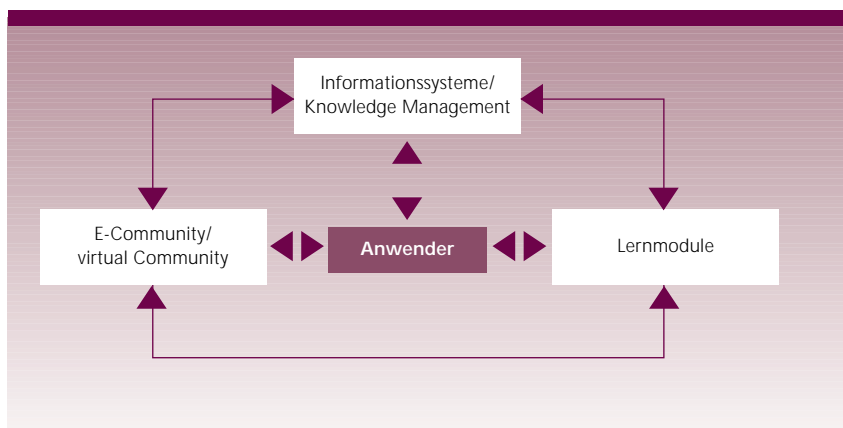 Informationssysteme/
Knowledge Management
E-Community/
virtual Community
Anwender
Lernmodule